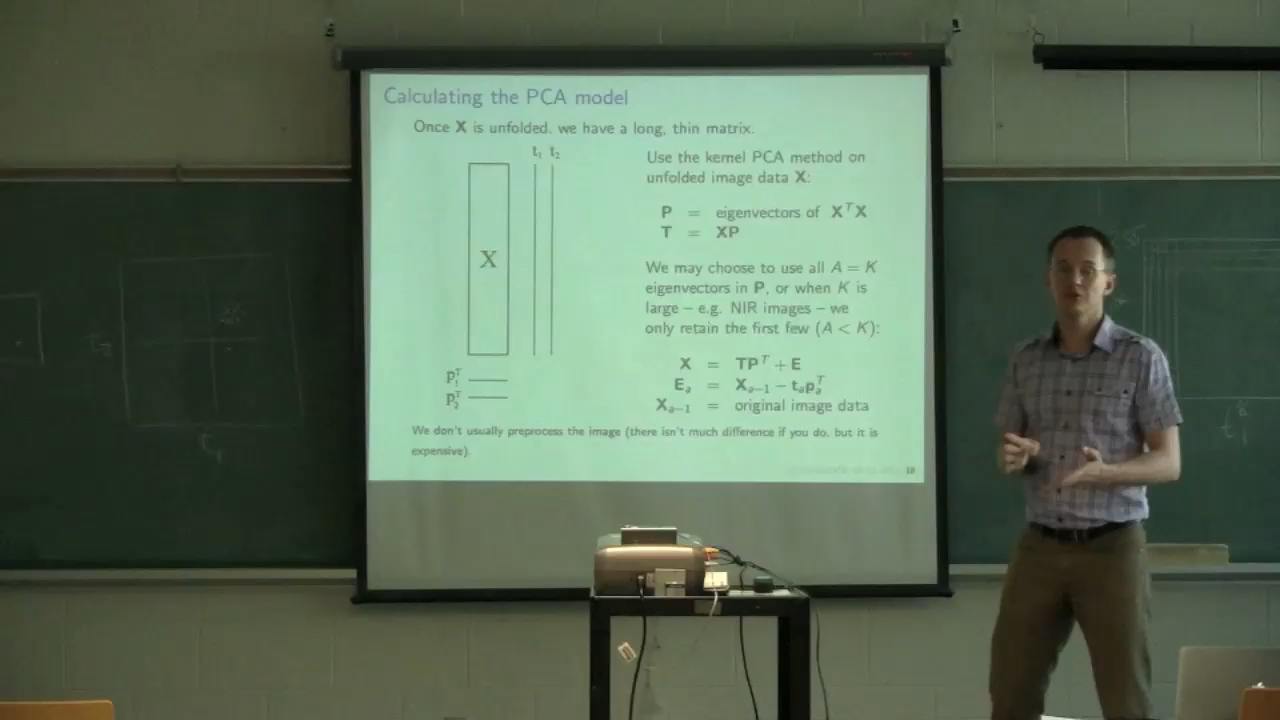 Calculating the PCA model
Once X is unfolded, we have a long, thin matrix.
t₁ t₂
X
p₁ᵀ
p₂ᵀ
Use the kernel PCA method on
unfolded image data X:
P = eigenvectors of XᵀX
T = XP
We may choose to use all A = K
eigenvectors in P, or when K is
large – e.g. NIR images – we
only retain the first few (A < K):
X = TPᵀ + E
Eₐ = Xₐ₋₁ − tₐpₐᵀ
Xₐ₋₁ = original image data
We don't usually preprocess the image (there isn't much difference if you do, but it is
expensive).
18